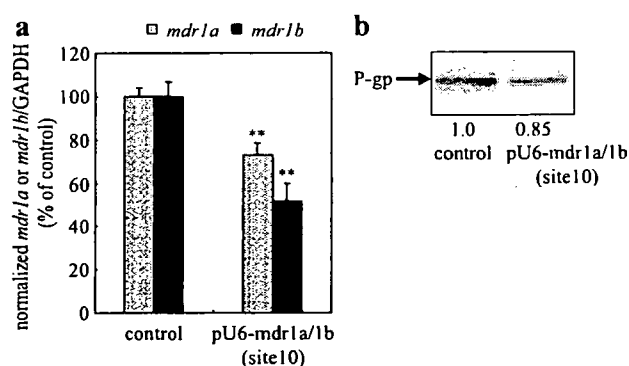 a
mdr1a mdr1b
normalized mdr1a or mdr1b/GAPDH
(% of control)
120
100
80
60
40
20
0
**
**
control
pU6-mdr1a/1b
(site10)
b
P-gp
1.0 0.85
control pU6-mdr1a/1b
(site10)